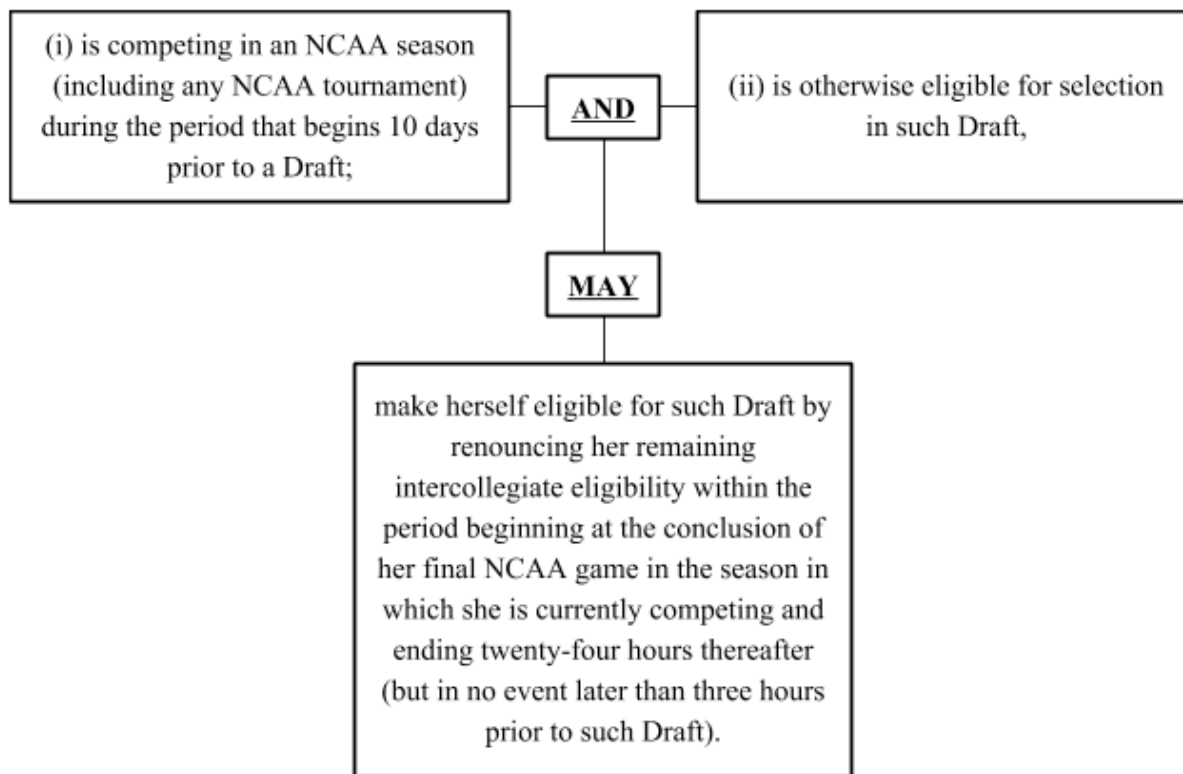 (i) is competing in an NCAA season
(including any NCAA tournament)
during the period that begins 10 days
prior to a Draft;
AND
(ii) is otherwise eligible for selection
in such Draft,
MAY
make herself eligible for such Draft by
renouncing her remaining
intercollegiate eligibility within the
period beginning at the conclusion of
her final NCAA game in the season in
which she is currently competing and
ending twenty-four hours thereafter
(but in no event later than three hours
prior to such Draft).